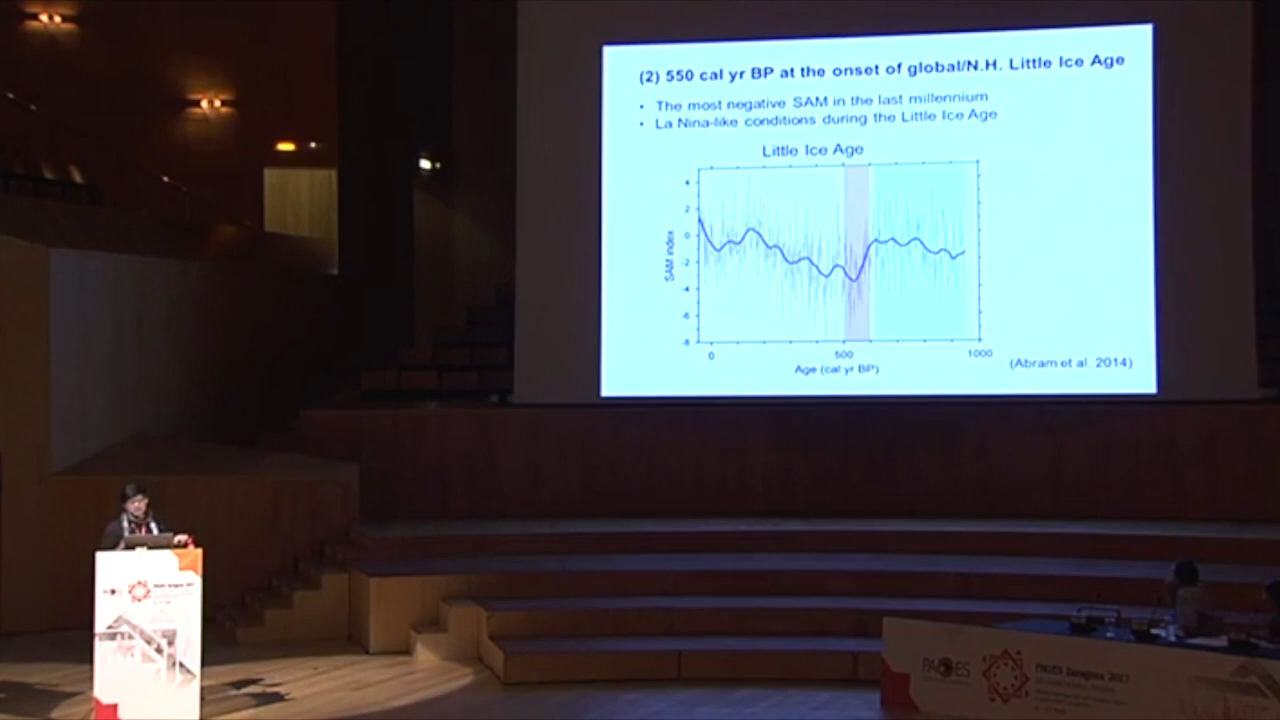 (2) 550 cal yr BP at the onset of global/N.H. Little Ice Age
• The most negative SAM in the last millennium
• La Nina-like conditions during the Little Ice Age
Little Ice Age
4
2
0
-2
-4
-6
-8
SAM index
0
500
1000
Age (cal yr BP)
(Abram et al. 2014)
PAGES
PAGES Zaragoza 2017